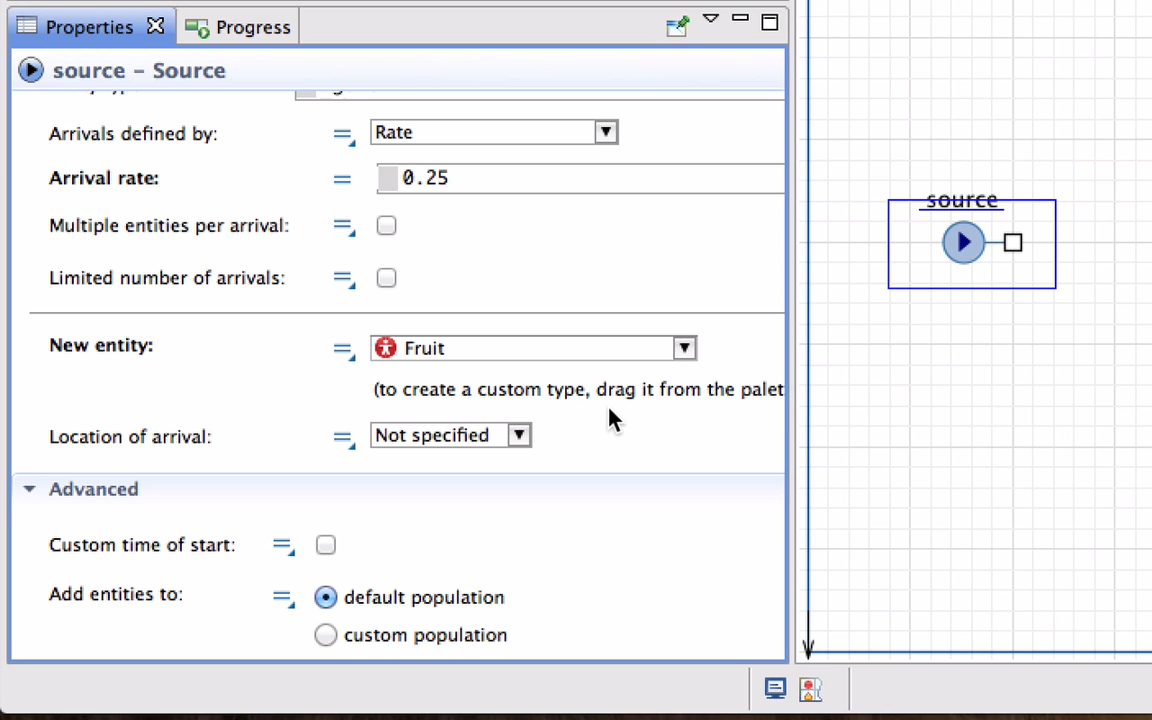 Properties
Progress
source – Source
Arrivals defined by:
Rate
Arrival rate:
0.25
Multiple entities per arrival:
Limited number of arrivals:
New entity:
Fruit
(to create a custom type, drag it from the palet
Location of arrival:
Not specified
Advanced
Custom time of start:
Add entities to:
default population
custom population
source